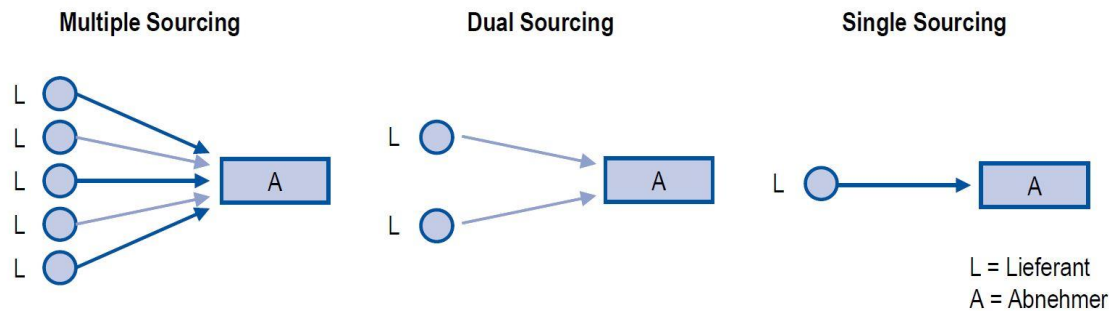 Multiple Sourcing
Dual Sourcing
Single Sourcing
L
L
L
L
L
A
L
L
A
L
A
L = Lieferant
A = Abnehmer